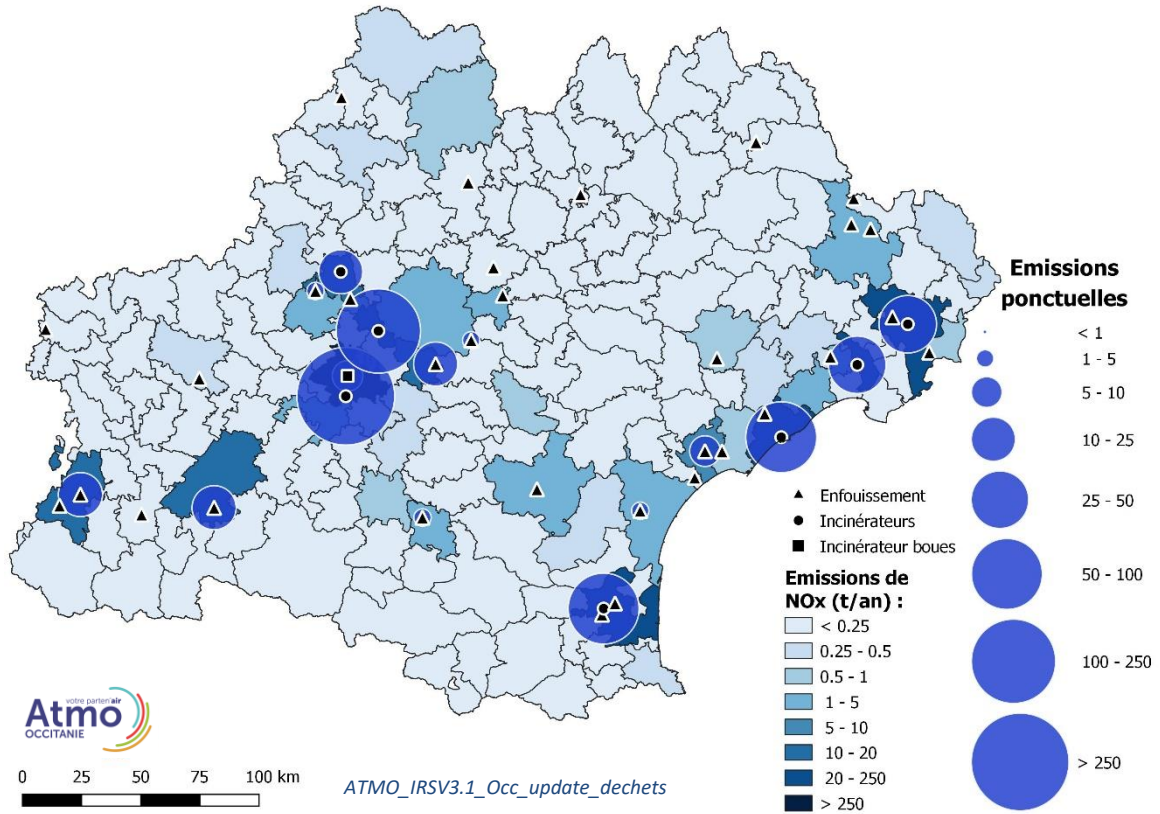 Emissions
ponctuelles
< 1
1 - 5
5 - 10
10 - 25
25 - 50
50 - 100
100 - 250
> 250
Enfouissement
Incinérateurs
Incinérateur boues
Emissions de
NOx (t/an) :
< 0.25
0.25 - 0.5
0.5 - 1
1 - 5
5 - 10
10 - 20
20 - 250
> 250
votre parten'air
Atmo
OCCITANIE
0 25 50 75 100 km
ATMO_IRSV3.1_Occ_update_dechets